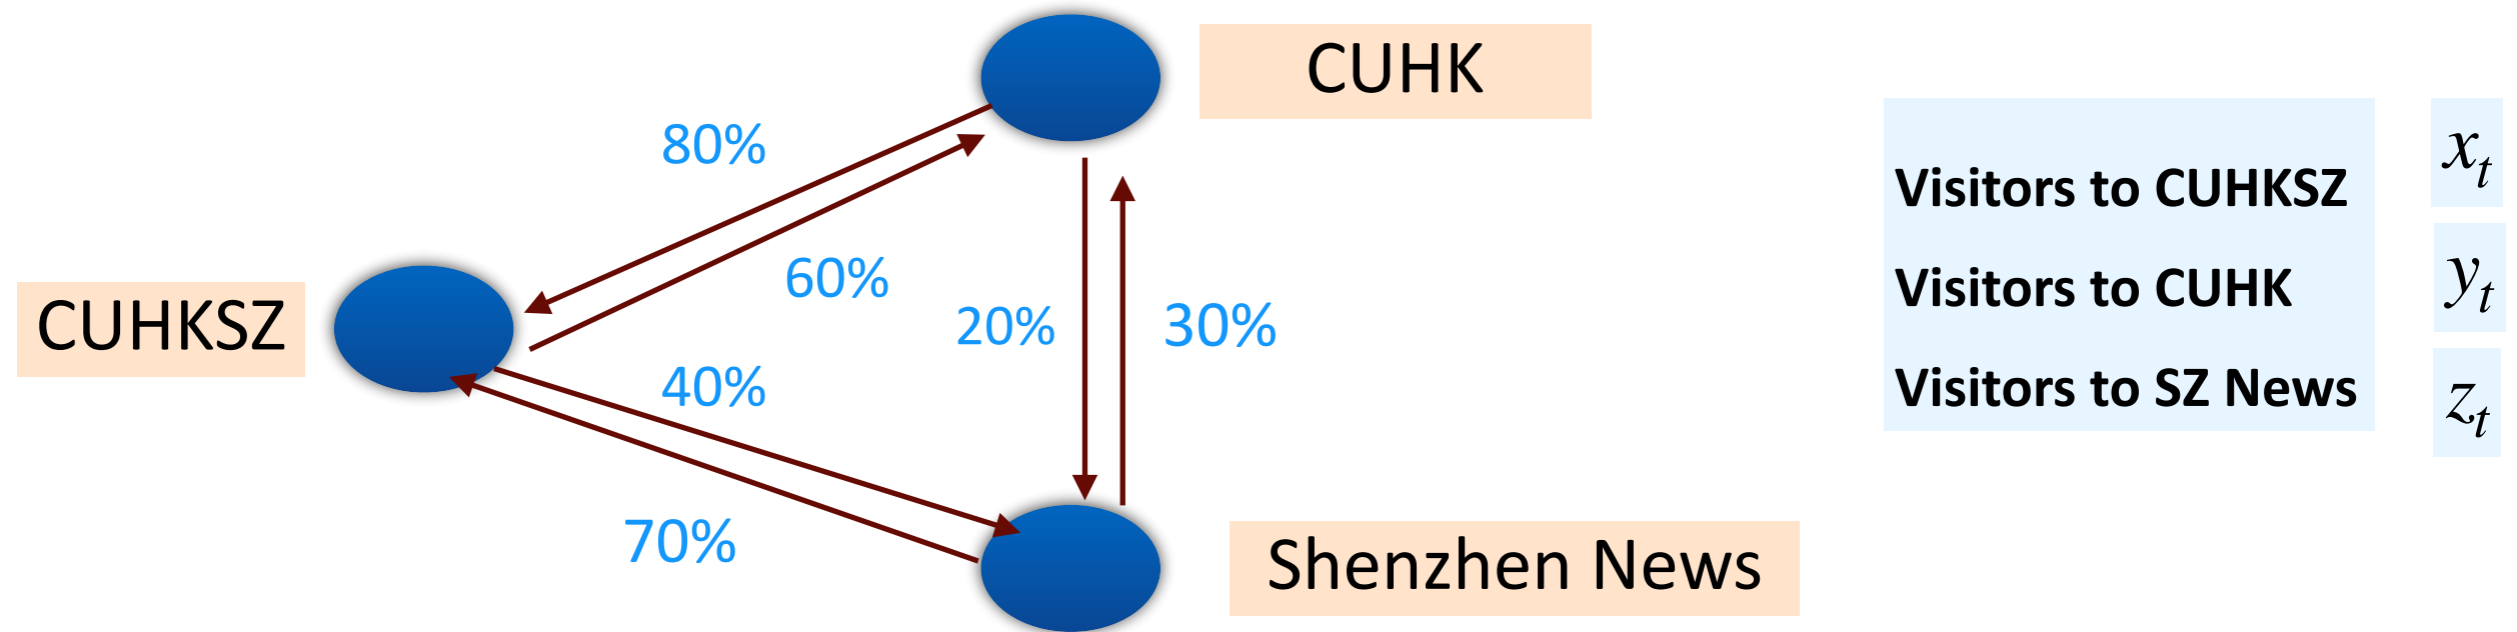 CUHK
80%
60%
20%
30%
CUHKSZ
40%
70%
Shenzhen News
Visitors to CUHKSZ
Visitors to CUHK
Visitors to SZ News
x_t
y_t
z_t